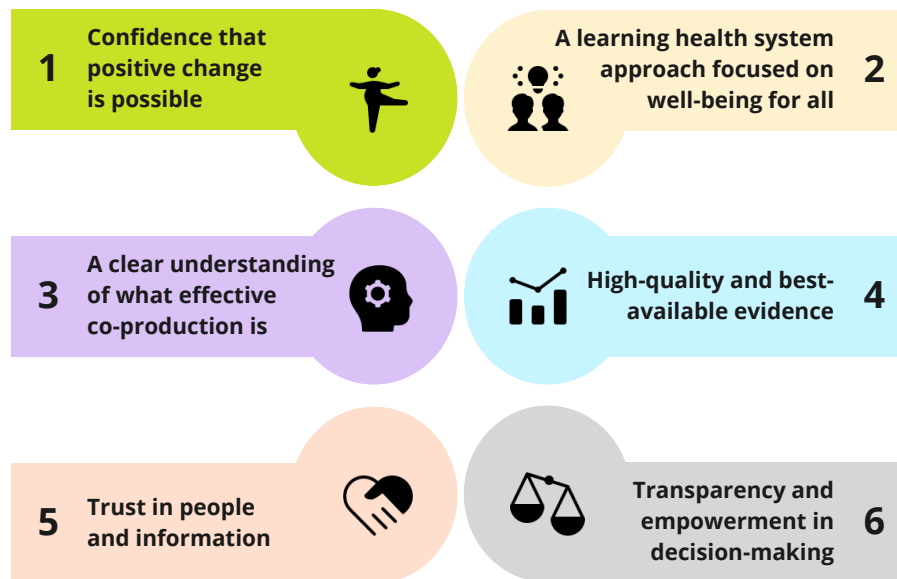 1
Confidence that
positive change
is possible
A learning health system
approach focused on
well-being for all
2
3
A clear understanding
of what effective
co-production is
High-quality and best-
available evidence
4
5
Trust in people
and information
Transparency and
empowerment in
decision-making
6